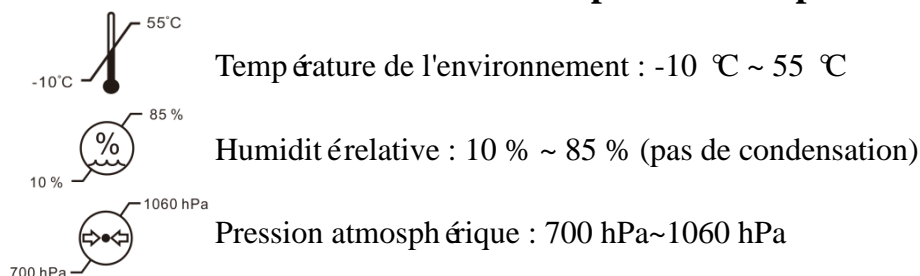 55°C
-10°C
Température de l'environnement : -10 ℃ ~ 55 ℃
85 %
%
10 %
Humidité relative : 10 % ~ 85 % (pas de condensation)
1060 hPa
700 hPa
Pression atmosphérique : 700 hPa~1060 hPa